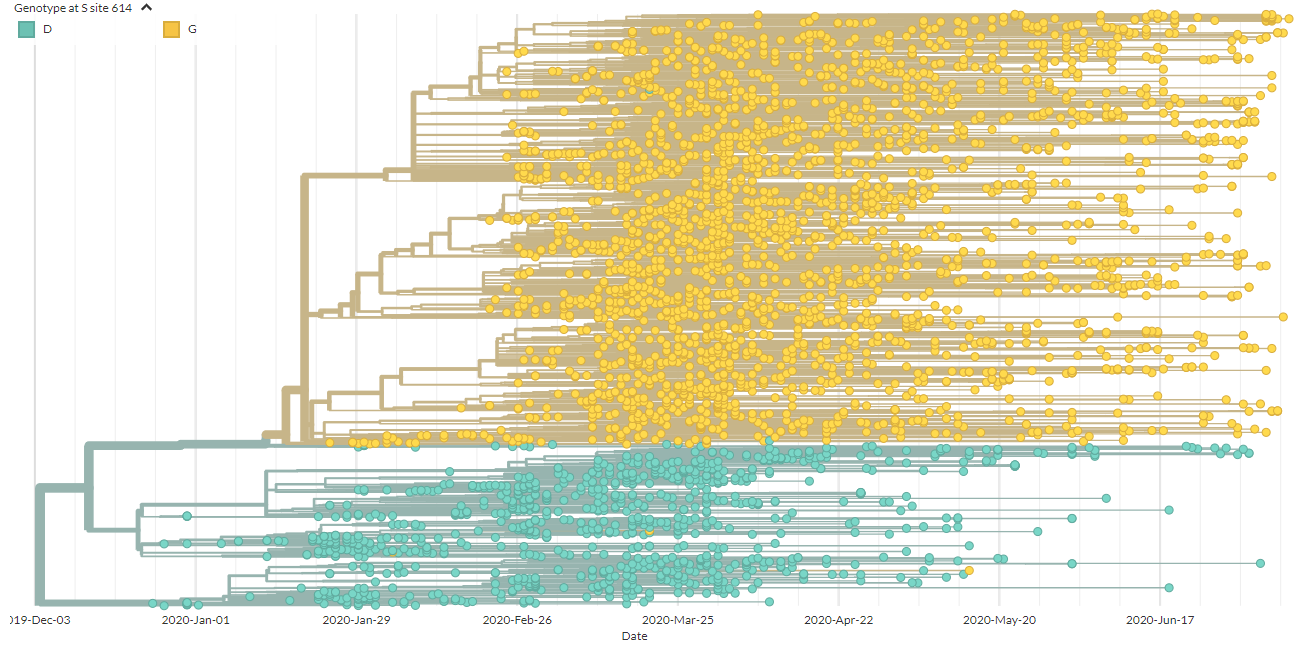 Genotype at S site 614
D G
019-Dec-03 2020-Jan-01 2020-Jan-29 2020-Feb-26 2020-Mar-25 2020-Apr-22 2020-May-20 2020-Jun-17
Date